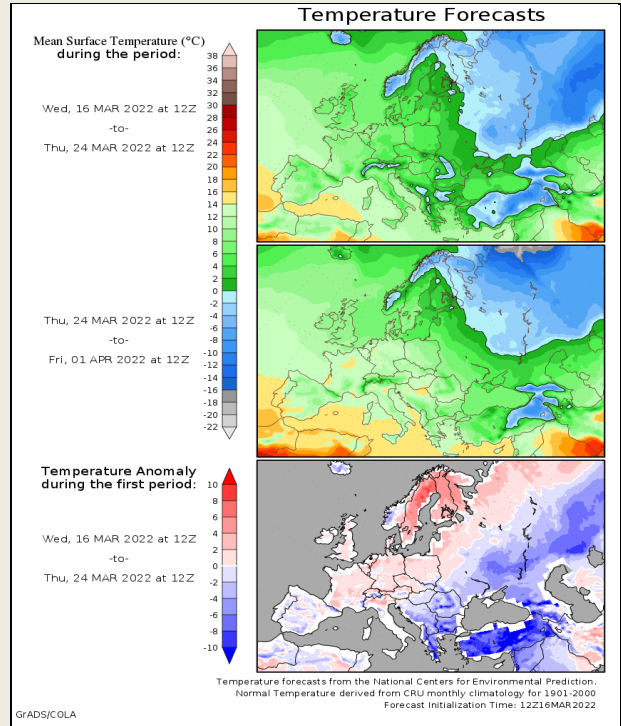 Temperature Forecasts
Mean Surface Temperature (°C)
during the period:
38
36
34
32
30
28
26
24
22
20
18
16
14
12
10
8
6
4
2
0
-2
-4
-6
-8
-10
-12
-14
-16
-18
-20
-22
Wed, 16 MAR 2022 at 12Z
-to-
Thu, 24 MAR 2022 at 12Z
Thu, 24 MAR 2022 at 12Z
-to-
Fri, 01 APR 2022 at 12Z
Temperature Anomaly
during the first period:
10
8
6
4
2
0
-2
-4
-6
-8
-10
Wed, 16 MAR 2022 at 12Z
-to-
Thu, 24 MAR 2022 at 12Z
Temperature forecasts from the National Centers for Environmental Prediction.
Normal Temperature derived from CRU monthly climatology for 1901-2000
Forecast Initialization Time: 12Z16MAR2022
GrADS/COLA